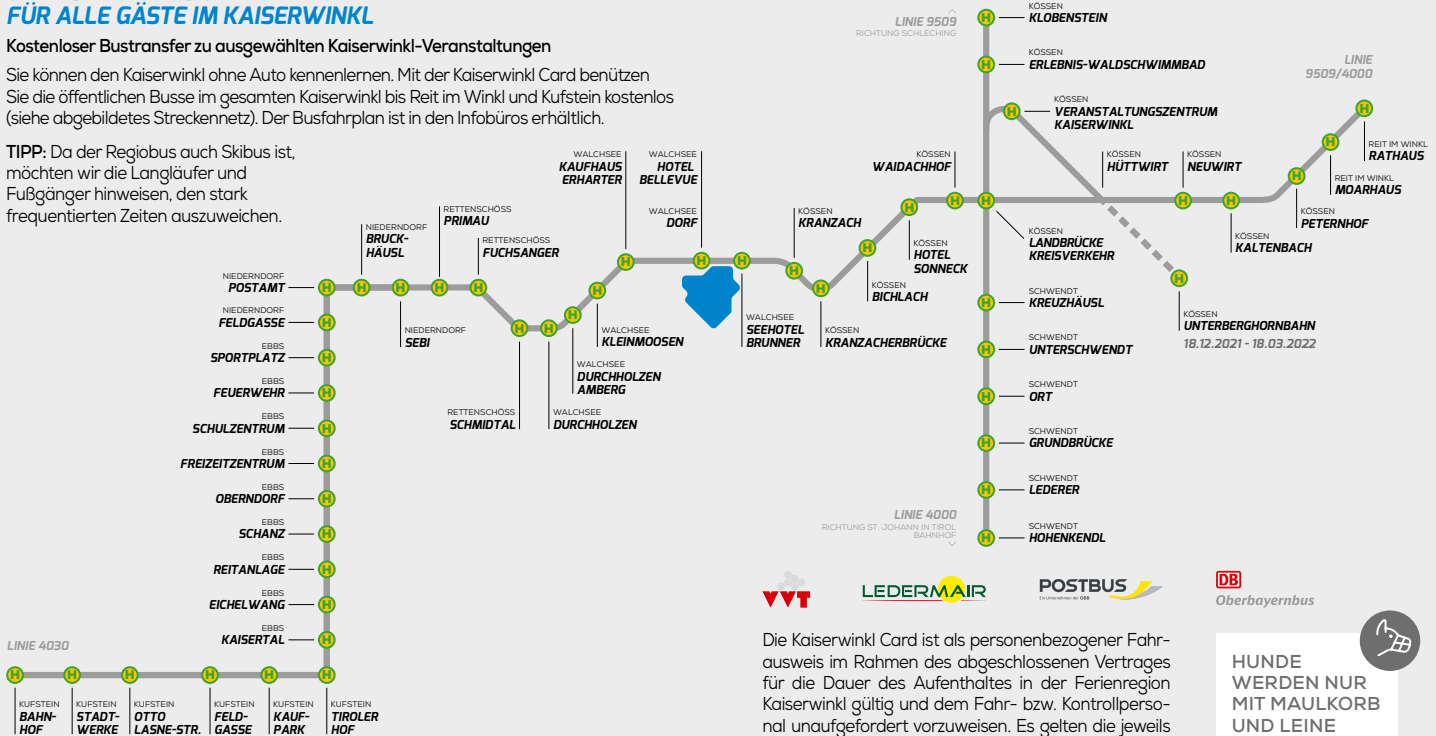 FÜR ALLE GÄSTE IM KAISERWINKL
Kostenloser Bustransfer zu ausgewählten Kaiserwinkl-Veranstaltungen
Sie können den Kaiserwinkl ohne Auto kennenlernen. Mit der Kaiserwinkl Card benützen
Sie die öffentlichen Busse im gesamten Kaiserwinkl bis Reit im Winkl und Kufstein kostenlos
(siehe abgebildetes Streckennetz). Der Busfahrplan ist in den Infobüros erhältlich.
TIPP: Da der Regiobus auch Skibus ist,
möchten wir die Langläufer und
Fußgänger hinweisen, den stark
frequentierten Zeiten auszuweichen.
LINIE 4030
KUFSTEIN
BAHN-
HOF
KUFSTEIN
STADT-
WERKE
KUFSTEIN
OTTO
LASNE-STR.
KUFSTEIN
FELD-
GASSE
KUFSTEIN
KAUF-
PARK
KUFSTEIN
TIROLER
HOF
EBBS
KAISERTAL
EBBS
EICHELWANG
EBBS
REITANLAGE
EBBS
SCHANZ
EBBS
OBERNDORF
EBBS
FREIZEITZENTRUM
EBBS
SCHULZENTRUM
EBBS
FEUERWEHR
EBBS
SPORTPLATZ
NIEDERNDORF
FELDGASSE
NIEDERNDORF
POSTAMT
NIEDERNDORF
BRUCK-
HÄUSL
NIEDERNDORF
SEBI
RETTENSCHÖSS
PRIMAU
RETTENSCHÖSS
FUCHSANGER
RETTENSCHÖSS
SCHMIDTAL
WALCHSEE
DURCHHOLZEN
WALCHSEE
DURCHHOLZEN
AMBERG
WALCHSEE
KLEINMOOSEN
WALCHSEE
KAUFHAUS
ERHARTER
WALCHSEE
HOTEL
BELLEVUE
WALCHSEE
DORF
WALCHSEE
SEEHOTEL
BRUNNER
KÖSSEN
KRANZACH
KÖSSEN
KRANZACHERBRÜCKE
KÖSSEN
BICHLACH
KÖSSEN
HOTEL
SONNECK
KÖSSEN
WAIDACHHOF
KÖSSEN
LANDBRÜCKE
KREISVERKEHR
LINIE 9509
RICHTUNG SCHLECHING
KÖSSEN
KLOBENSTEIN
KÖSSEN
ERLEBNIS-WALDSCHWIMMBAD
KÖSSEN
VERANSTALTUNGSZENTRUM
KAISERWINKL
KÖSSEN
HÜTTWIRT
KÖSSEN
NEUWIRT
KÖSSEN
KALTENBACH
KÖSSEN
PETERNHOF
REIT IM WINKL
MOARHAUS
REIT IM WINKL
RATHAUS
LINIE
9509/4000
KÖSSEN
UNTERBERGHORNBAHN
18.12.2021 - 18.03.2022
SCHWENDT
KREUZHÄUSL
SCHWENDT
UNTERSCHWENDT
SCHWENDT
ORT
SCHWENDT
GRUNDBRÜCKE
SCHWENDT
LEDERER
SCHWENDT
HOHENKENDL
LINIE 4000
RICHTUNG ST. JOHANN IN TIROL
BAHNHOF
VVT
LEDERMAIR
POSTBUS
Ein Unternehmen der ÖBB
DB
Oberbayernbus
Die Kaiserwinkl Card ist als personenbezogener Fahr-
ausweis im Rahmen des abgeschlossenen Vertrages
für die Dauer des Aufenthaltes in der Ferienregion
Kaiserwinkl gültig und dem Fahr- bzw. Kontrollperso-
nal unaufgefordert vorzuweisen. Es gelten die jeweils
HUNDE
WERDEN NUR
MIT MAULKORB
UND LEINE